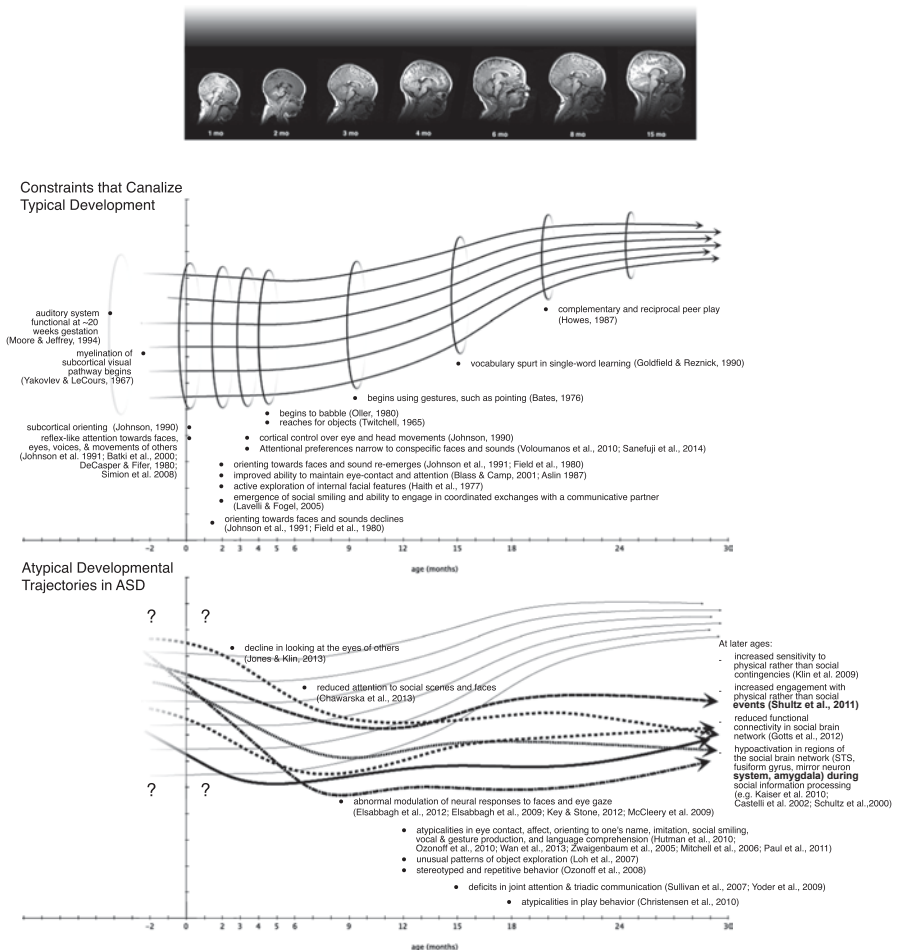 1 mo 2 mo 3 mo 4 mo 6 mo 8 mo 15 mo
Constraints that Canalize
Typical Development
auditory system
functional at ~20
weeks gestation
(Moore & Jeffrey, 1994)
myelination of
subcortical visual
pathway begins
(Yakovlev & LeCours, 1967)
subcortical orienting (Johnson, 1990)
reflex-like attention towards faces,
eyes, voices, & movements of others
(Johnson et al. 1991; Batki et al., 2000;
DeCasper & Fifer, 1980;
Simion et al. 2008)
complementary and reciprocal peer play
(Howes, 1987)
vocabulary spurt in single-word learning (Goldfield & Reznick, 1990)
begins using gestures, such as pointing (Bates, 1976)
begins to babble (Oller, 1980)
reaches for objects (Twitchell, 1965)
cortical control over eye and head movements (Johnson, 1990)
Attentional preferences narrow to conspecific faces and sounds (Voloumanos et al., 2010; Sanefuji et al., 2014)
orienting towards faces and sound re-emerges (Johnson et al., 1991; Field et al., 1980)
improved ability to maintain eye-contact and attention (Blass & Camp, 2001; Aslin 1987)
active exploration of internal facial features (Haith et al., 1977)
emergence of social smiling and ability to engage in coordinated exchanges with a communicative partner
(Lavelli & Fogel, 2005)
orienting towards faces and sounds declines
(Johnson et al., 1991; Field et al., 1980)
-2 0 2 3 4 5 6 9 12 15 18 24 30
age (months)
Atypical Developmental
Trajectories in ASD
? ?
decline in looking at the eyes of others
(Jones & Klin, 2013)
reduced attention to social scenes and faces
(Chawarska et al., 2013)
At later ages:
- increased sensitivity to
physical rather than social
contingencies (Klin et al. 2009)
- increased engagement with
physical rather than social
events (Shultz et al., 2011)
- reduced functional
connectivity in social brain
network (Gotts et al., 2012)
- hypoactivation in regions of
the social brain network (STS,
fusiform gyrus, mirror neuron
system, amygdala) during
social information processing
(e.g. Kaiser et al. 2010;
Castelli et al. 2002; Schultz et al.,2000)
? ?
abnormal modulation of neural responses to faces and eye gaze
(Elsabbagh et al., 2012; Elsabbagh et al., 2009; Key & Stone, 2012; McCleery et al. 2009)
atypicalities in eye contact, affect, orienting to one's name, imitation, social smiling,
vocal & gesture production, and language comprehension (Hutman et al., 2010;
Ozonoff et al., 2010; Wan et al., 2013; Zwaigenbaum et al., 2005; Mitchell et al., 2006; Paul et al., 2011)
unusual patterns of object exploration (Loh et al., 2007)
stereotyped and repetitive behavior (Ozonoff et al., 2008)
deficits in joint attention & triadic communication (Sullivan et al., 2007; Yoder et al., 2009)
atypicalities in play behavior (Christensen et al., 2010)
-2 0 2 3 4 5 6 9 12 15 18 24 30
age (months)